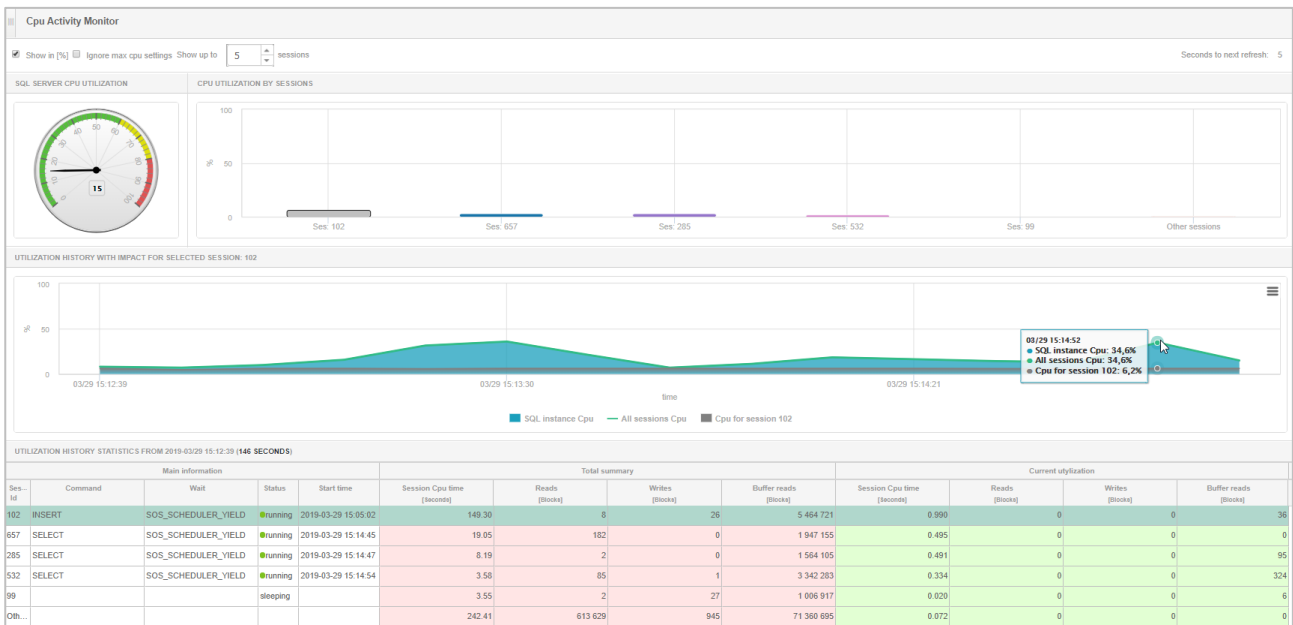 Cpu Activity Monitor
Show in [%] Ignore max cpu settings Show up to 5 sessions Seconds to next refresh: 5
SQL SERVER CPU UTILIZATION CPU UTILIZATION BY SESSIONS
0 10 20 30 40 50 60 70 80 90 100
15
100
%
50
0
Ses: 102 Ses: 657 Ses: 285 Ses: 532 Ses: 99 Other sessions
UTILIZATION HISTORY WITH IMPACT FOR SELECTED SESSION: 102
100
%
50
0
03/29 15:14:52
SQL instance Cpu: 34,6%
All sessions Cpu: 34,6%
Cpu for session 102: 6,2%
03/29 15:12:39 03/29 15:13:30 03/29 15:14:21
time
SQL instance Cpu All sessions Cpu Cpu for session 102
UTILIZATION HISTORY STATISTICS FROM 2019-03/29 15:12:39 (146 SECONDS)
Main information Total summary Current utylization
Ses... Id Command Wait Status Start time Session Cpu time [Seconds] Reads [Blocks] Writes [Blocks] Buffer reads [Blocks] Session Cpu time [Seconds] Reads [Blocks] Writes [Blocks] Buffer reads [Blocks]
102 INSERT SOS_SCHEDULER_YIELD running 2019-03-29 15:05:02 149.30 8 26 5 464 721 0.990 0 0 36
657 SELECT SOS_SCHEDULER_YIELD running 2019-03-29 15:14:45 19.05 182 0 1 947 155 0.495 0 0 0
285 SELECT SOS_SCHEDULER_YIELD running 2019-03-29 15:14:47 8.19 2 0 1 564 105 0.491 0 0 95
532 SELECT SOS_SCHEDULER_YIELD running 2019-03-29 15:14:54 3.58 85 1 3 342 283 0.334 0 0 324
99 sleeping 3.55 2 27 1 006 917 0.020 0 0 6
Oth... 242.41 613 629 945 71 360 695 0.072 0 0 0